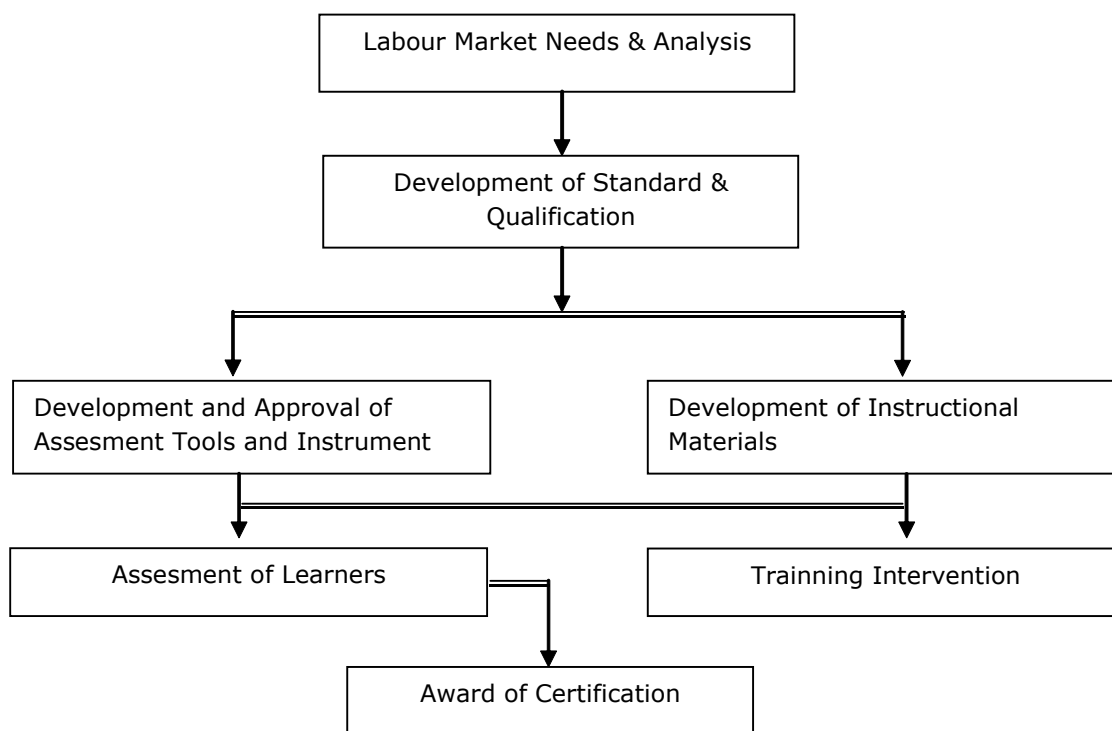 Labour Market Needs & Analysis
Development of Standard &
Qualification
Development and Approval of
Assesment Tools and Instrument
Development of Instructional
Materials
Assesment of Learners
Trainning Intervention
Award of Certification